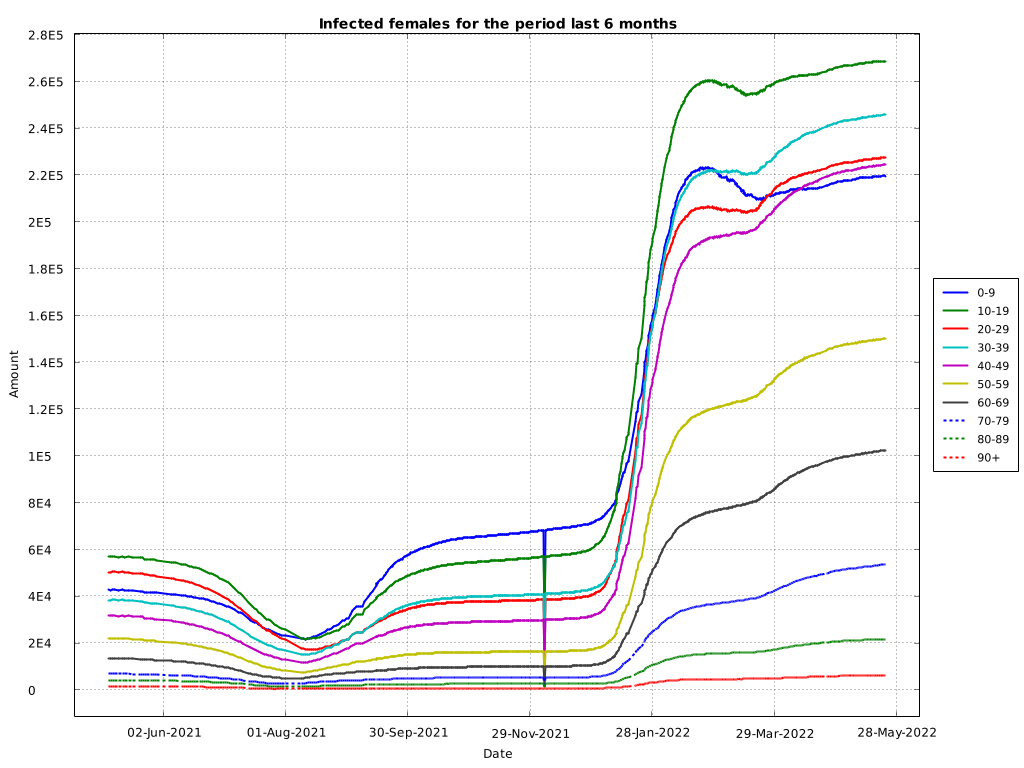 Infected females for the period last 6 months
2.8E5
2.6E5
2.4E5
2.2E5
2E5
1.8E5
1.6E5
1.4E5
1.2E5
1E5
8E4
6E4
4E4
2E4
0
Amount
02-Jun-2021
01-Aug-2021
30-Sep-2021
29-Nov-2021
28-Jan-2022
29-Mar-2022
28-May-2022
Date
0-9
10-19
20-29
30-39
40-49
50-59
60-69
70-79
80-89
90+